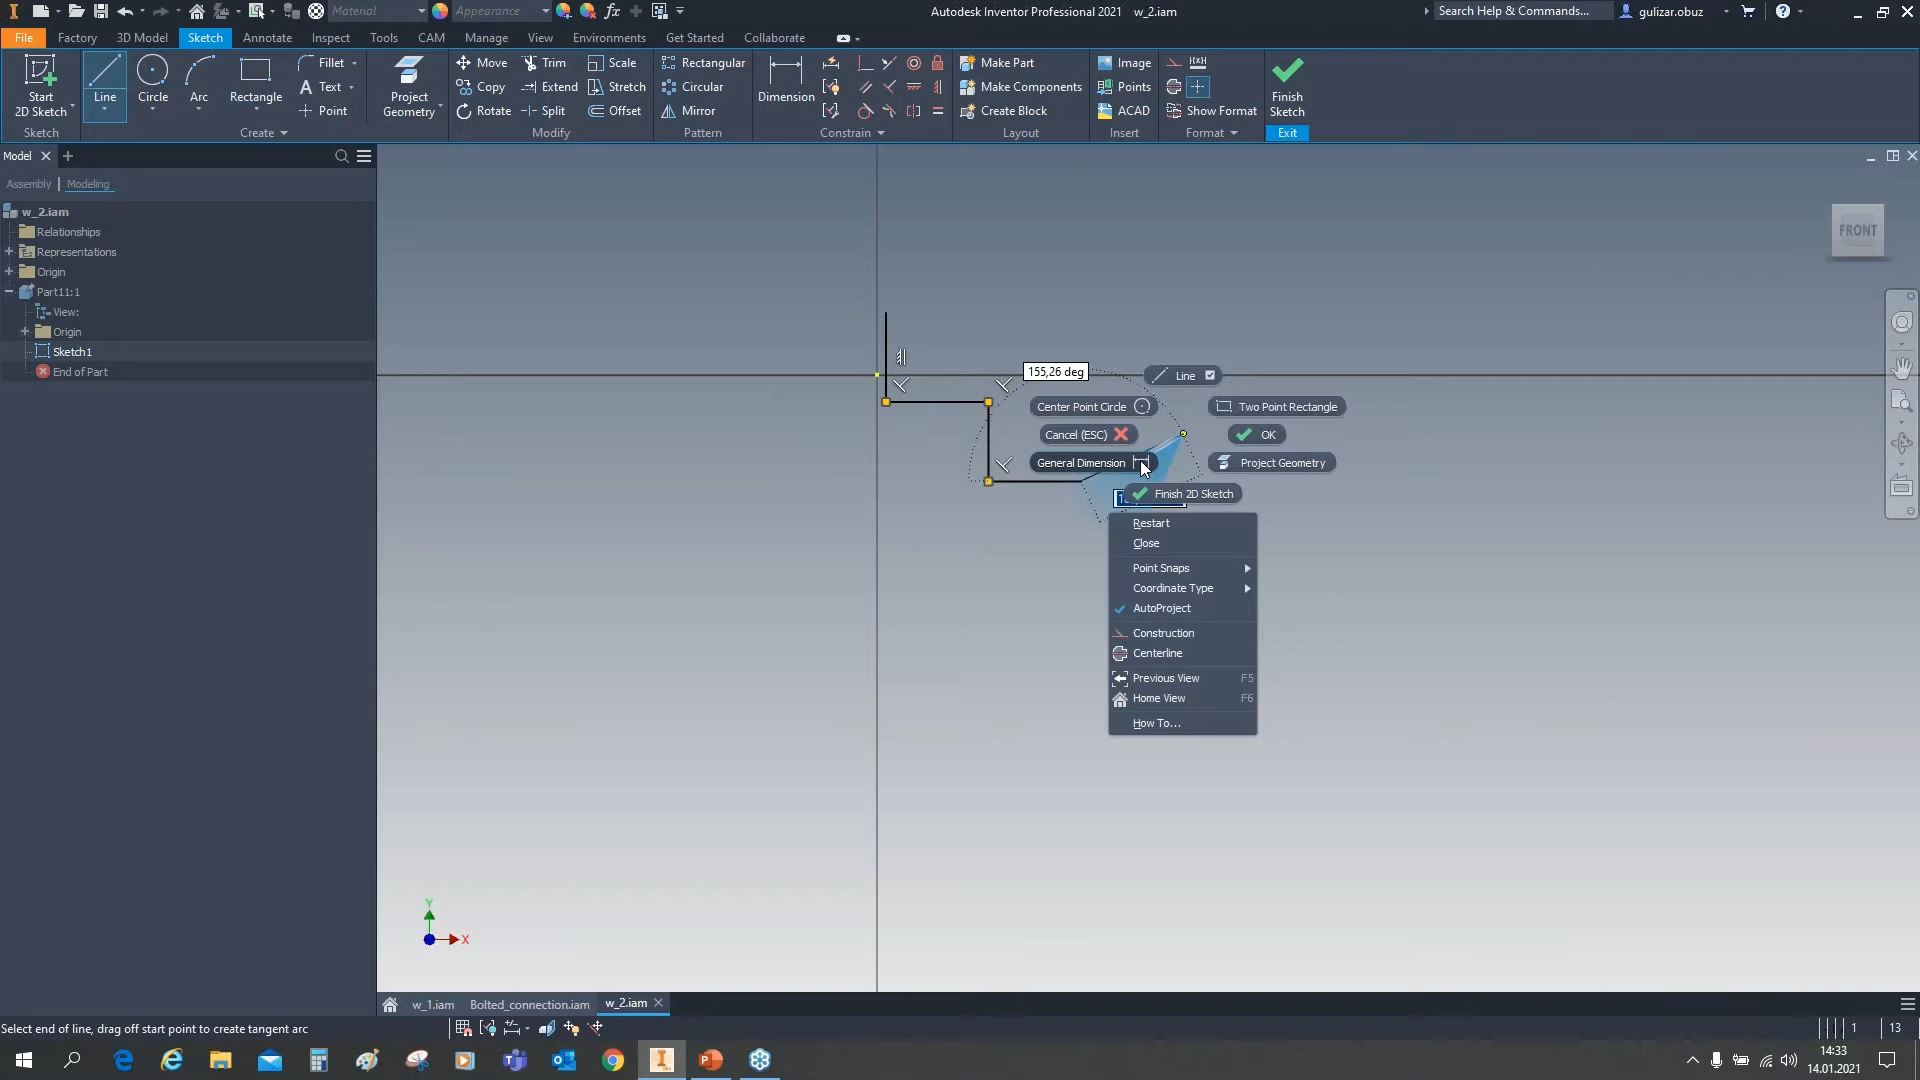 Material
Appearance
Autodesk Inventor Professional 2021 w_2.iam
Search Help & Commands...
gulizar.obuz
File Factory 3D Model Sketch Annotate Inspect Tools CAM Manage View Environments Get Started Collaborate
Start
2D Sketch
Line
Circle
Arc
Rectangle
Fillet
Text
Point
Project
Geometry
Move
Copy
Rotate
Trim
Extend
Split
Scale
Stretch
Offset
Rectangular
Circular
Mirror
Dimension
Make Part
Make Components
Create Block
Image
Points
ACAD
Show Format
Finish
Sketch
Sketch Create Modify Pattern Constrain Layout Insert Format Exit
Model
Assembly Modeling
w_2.iam
Relationships
Representations
Origin
Part11:1
View:
Origin
Sketch1
End of Part
FRONT
155,26 deg
Line
Center Point Circle
Two Point Rectangle
Cancel (ESC)
OK
General Dimension
Project Geometry
Finish 2D Sketch
Restart
Close
Point Snaps
Coordinate Type
AutoProject
Construction
Centerline
Previous View F5
Home View F6
How To...
Y
X
w_1.iam Bolted_connection.iam w_2.iam
Select end of line, drag off start point to create tangent arc
1 13
14:33
14.01.2021